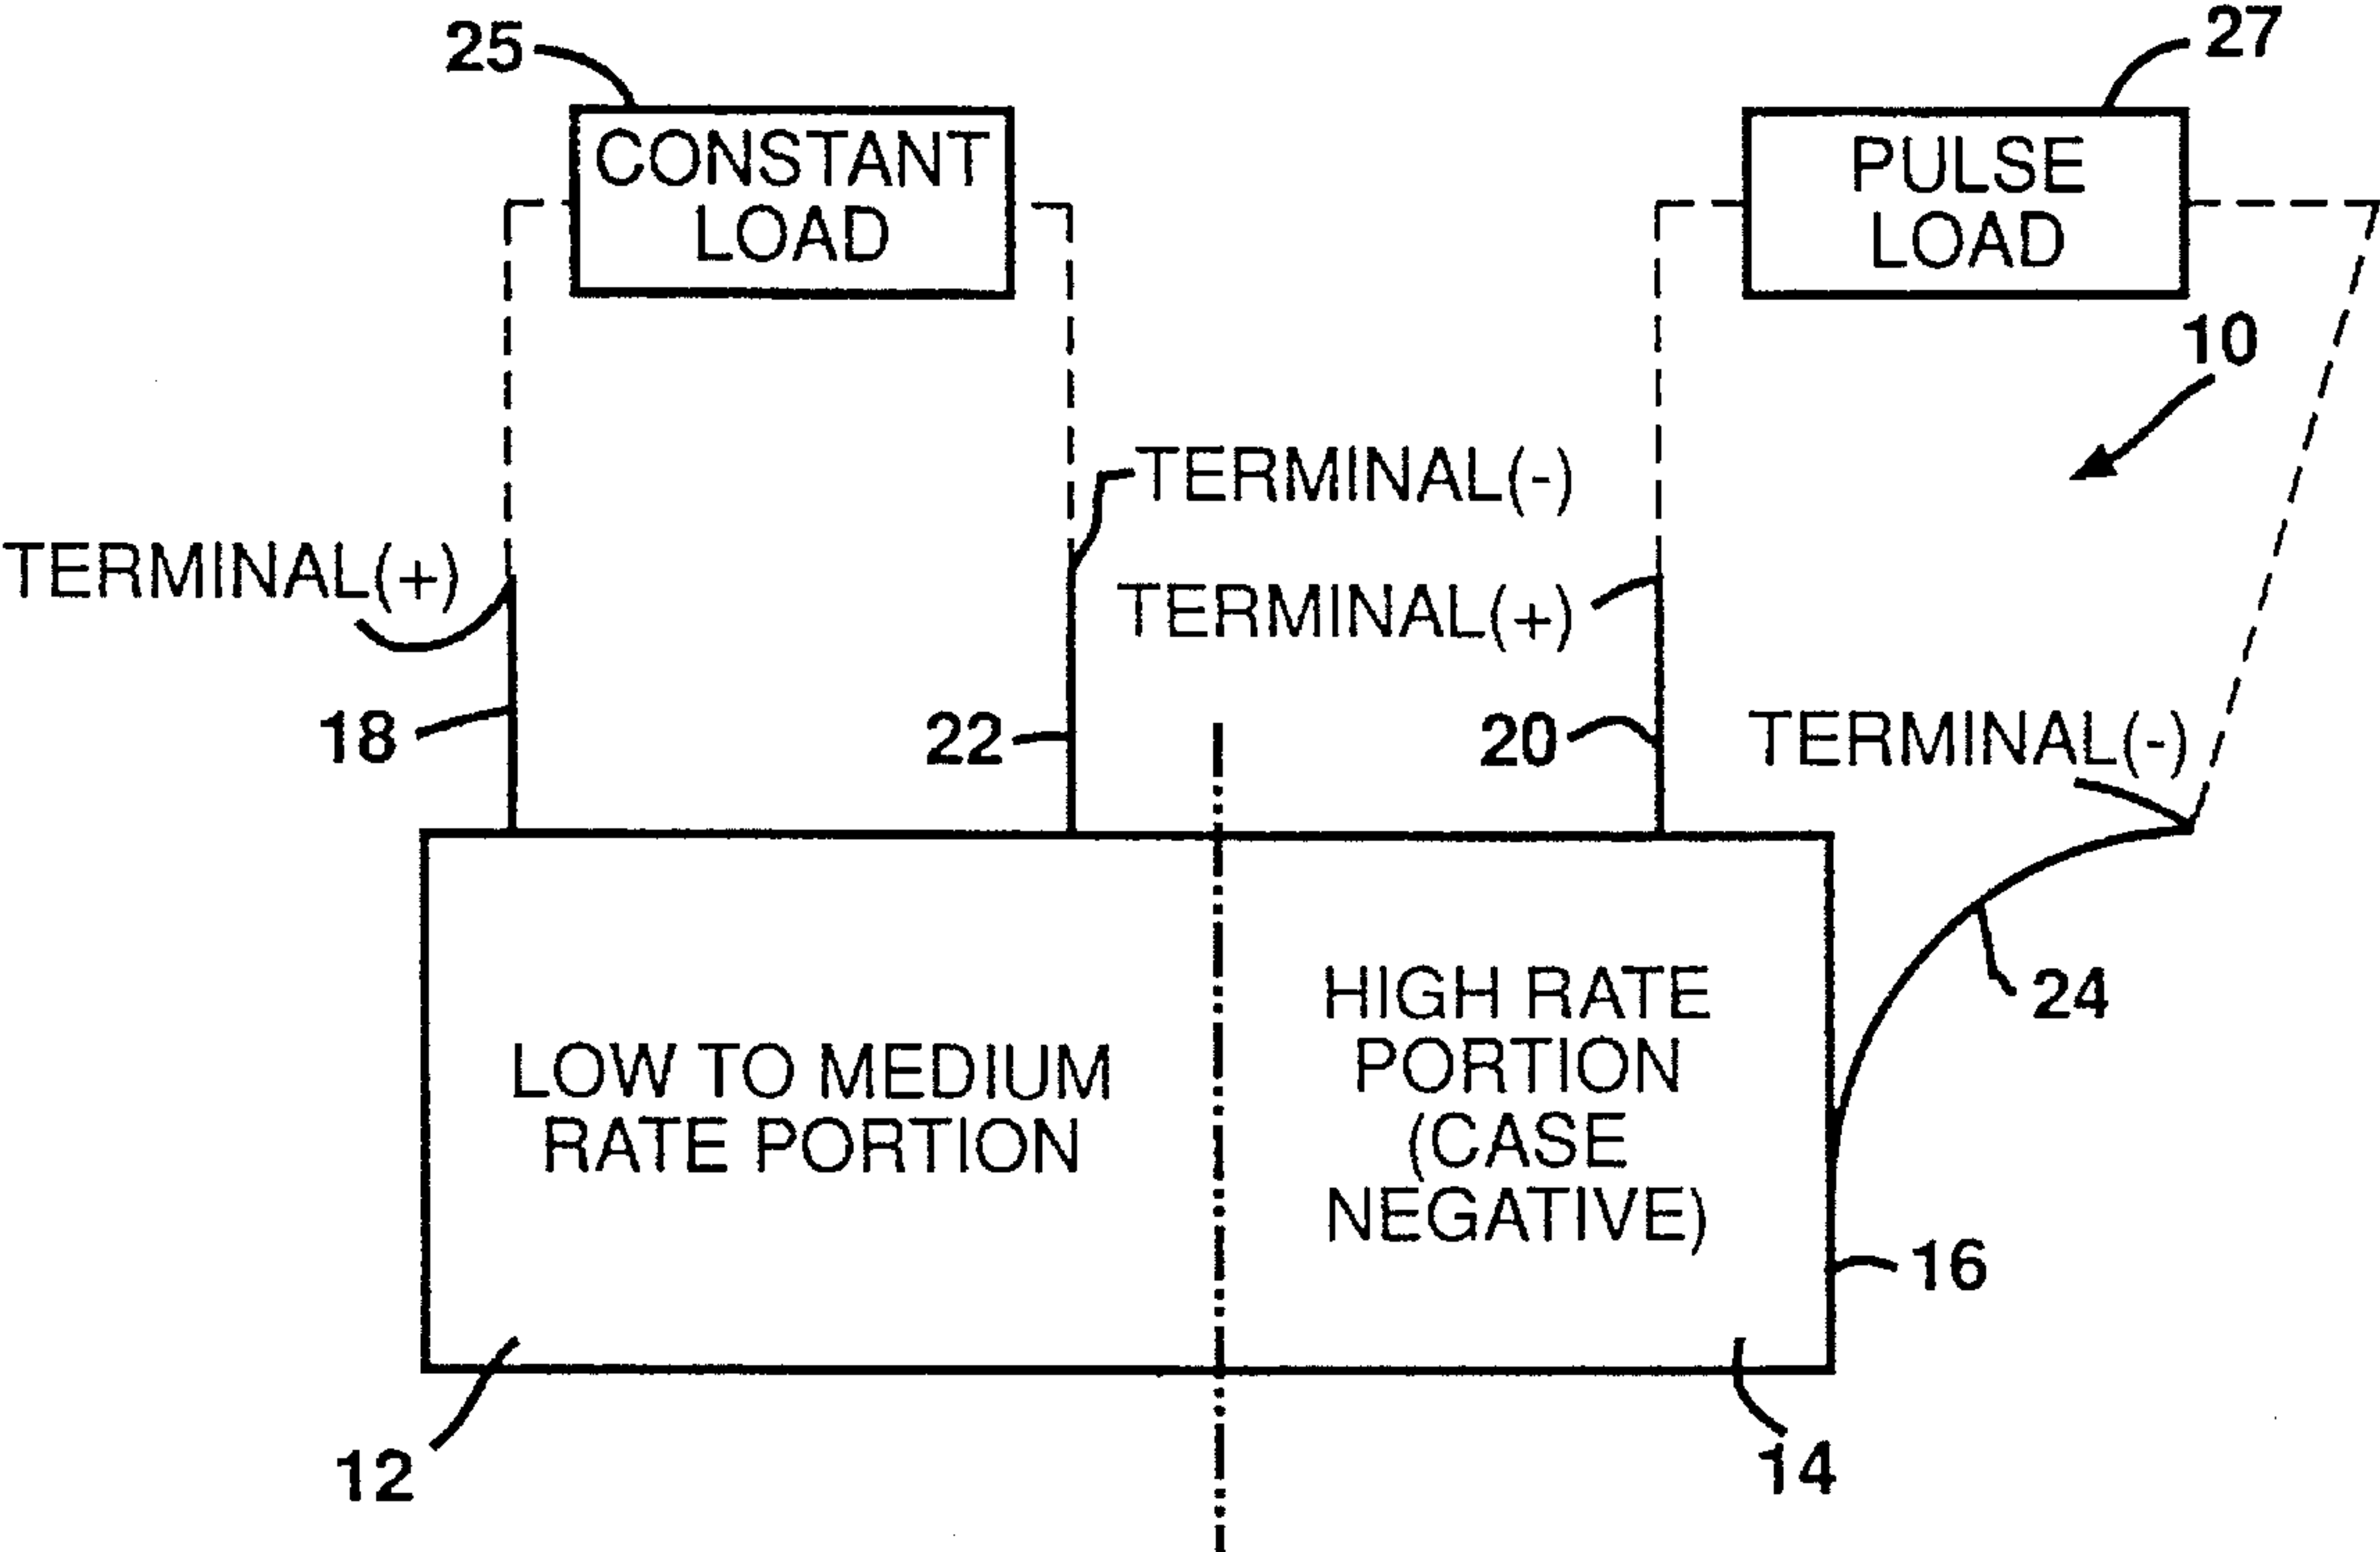 25
27
CONSTANT
LOAD
PULSE
LOAD
10
TERMINAL(-)
TERMINAL(+)
TERMINAL(+)
18
22
20
TERMINAL(-)
24
LOW TO MEDIUM
RATE PORTION
HIGH RATE
PORTION
(CASE
NEGATIVE)
16
12
14